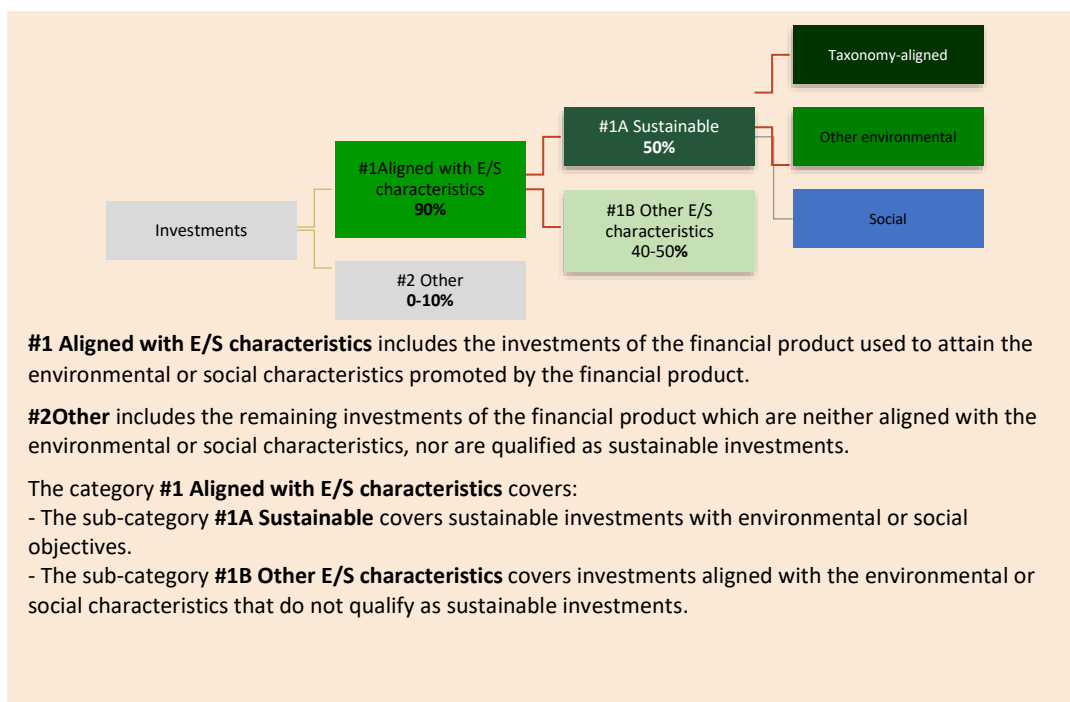 Taxonomy-aligned
#1A Sustainable
50%
Other environmental
#1Aligned with E/S
characteristics
90%
#1B Other E/S
characteristics
40-50%
Social
Investments
#2 Other
0-10%
#1 Aligned with E/S characteristics includes the investments of the financial product used to attain the
environmental or social characteristics promoted by the financial product.
#2Other includes the remaining investments of the financial product which are neither aligned with the
environmental or social characteristics, nor are qualified as sustainable investments.
The category #1 Aligned with E/S characteristics covers:
- The sub-category #1A Sustainable covers sustainable investments with environmental or social
objectives.
- The sub-category #1B Other E/S characteristics covers investments aligned with the environmental or
social characteristics that do not qualify as sustainable investments.